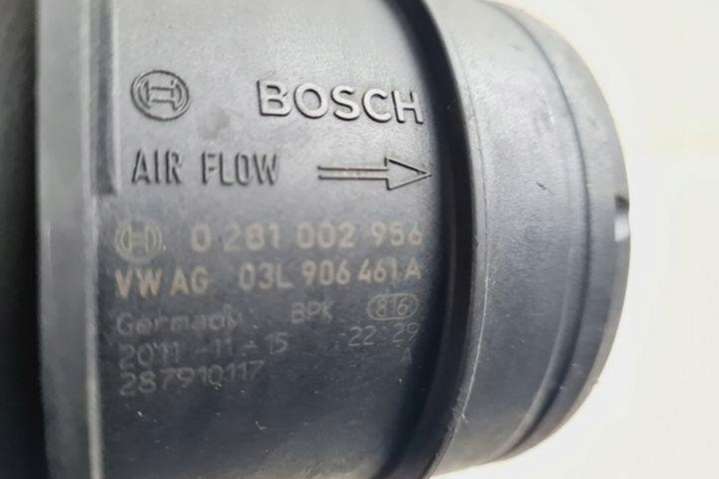 BOSCH
AIR FLOW
0 281 002 956
VW AG 03L 906 461 A
Germany BPK 816
2011-11-15 22:29
287910117 A